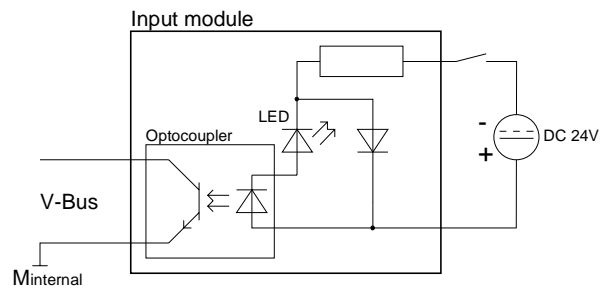 Input module
LED
Optocoupler
-
DC 24V
+
V-Bus
Minternal